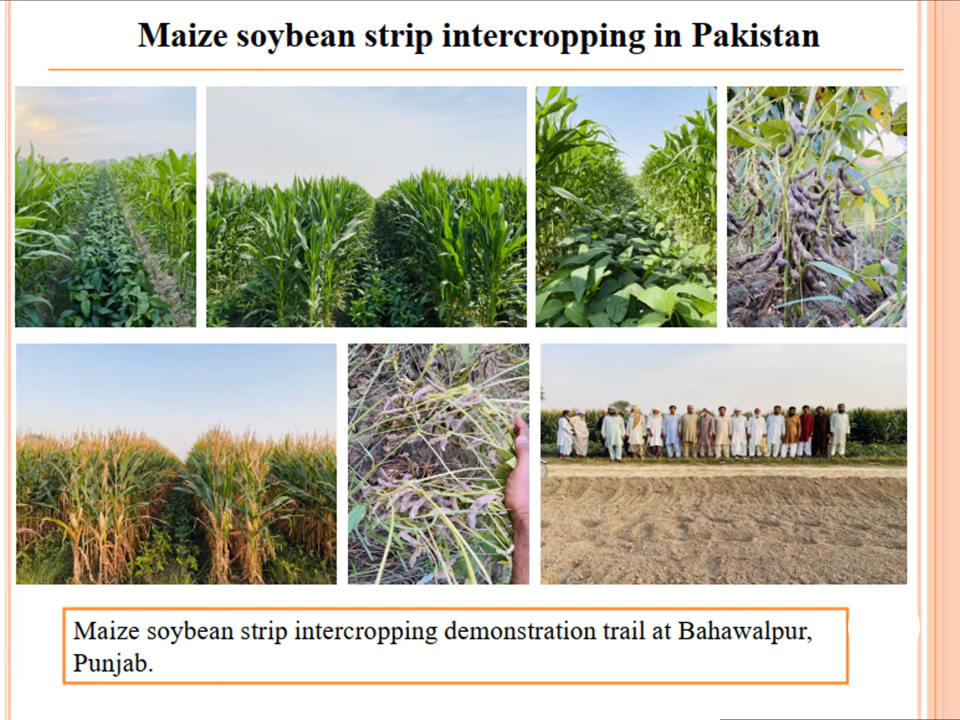 Maize soybean strip intercropping in Pakistan
Maize soybean strip intercropping demonstration trail at Bahawalpur,
Punjab.